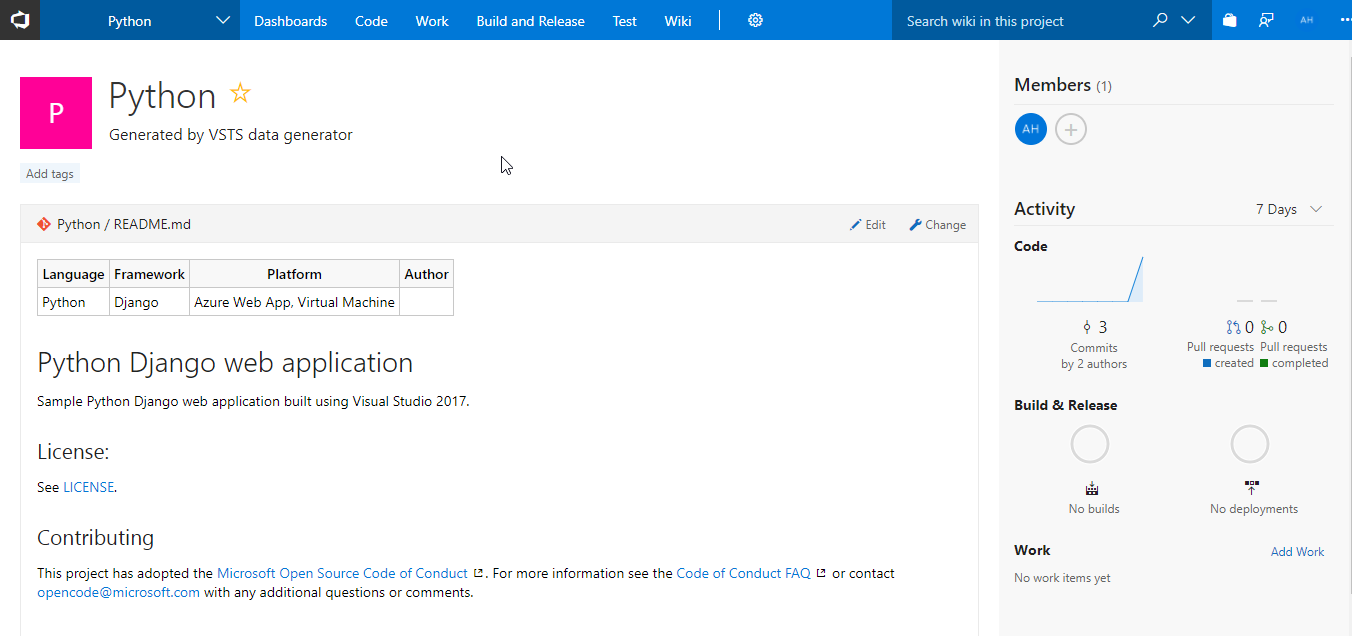 Python
Dashboards
Code
Work
Build and Release
Test
Wiki
Search wiki in this project
AH
P
Python
Generated by VSTS data generator
Add tags
Python / README.md
Edit
Change
Language Framework Platform Author
Python Django Azure Web App, Virtual Machine
Python Django web application
Sample Python Django web application built using Visual Studio 2017.
License:
See LICENSE.
Contributing
This project has adopted the Microsoft Open Source Code of Conduct. For more information see the Code of Conduct FAQ or contact
opencode@microsoft.com with any additional questions or comments.
Members (1)
AH
Activity
7 Days
Code
3
Commits
by 2 authors
0 0
Pull requests Pull requests
created completed
Build & Release
No builds
No deployments
Work
Add Work
No work items yet